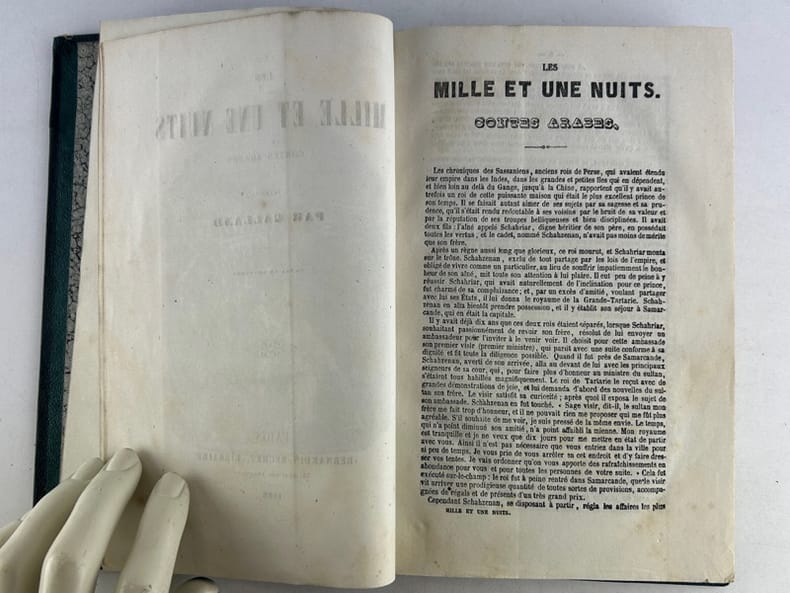 MILLE ET UNE NUITS
PAR GALLAND
LES
MILLE ET UNE NUITS.
CONTES ARABES.
Les chroniques des Sassaniens, anciens rois de Perse, qui avaient étendu
leur empire dans les Indes, dans les grandes et petites îles qui en dépendent,
et bien loin au delà du Gange, jusqu'à la Chine, rapportent qu'il y avait au-
trefois un roi de cette puissante maison qui était le plus excellent prince de
son temps. Il se faisait autant aimer de ses sujets par sa sagesse et sa pru-
dence, qu'il s'était rendu redoutable à ses voisins par le bruit de sa valeur et
par la réputation de ses troupes belliqueuses et bien disciplinées. Il avait
deux fils : l'aîné appelé Schahriar, digne héritier de son père, en possédait
toutes les vertus, et le cadet, nommé Schahzenan, n'avait pas moins de mérite
que son frère.
Après un règne aussi long que glorieux, ce roi mourut, et Schahriar monta
sur le trône. Schahzenan, exclu de tout partage par les lois de l'empire, et
obligé de vivre comme un particulier, au lieu de souffrir impatiemment le bon-
heur de son aîné, mit toute son attention à lui plaire. Il eut peu de peine à y
réussir. Schahriar, qui avait naturellement de l'inclination pour ce prince,
fut charmé de sa complaisance ; et, par un excès d'amitié, voulant partager
avec lui ses États, il lui donna le royaume de la Grande-Tartarie. Schah-
zenan en alla bientôt prendre possession, et il y établit son séjour à Samar-
cande, qui en était la capitale.
Il y avait déjà dix ans que ces deux rois étaient séparés, lorsque Schahriar,
souhaitant passionnément de revoir son frère, résolut de lui envoyer un
ambassadeur pour l'inviter à le venir voir. Il choisit pour cette ambassade
son premier visir (premier ministre), qui partit avec une suite conforme à sa
dignité et fit toute la diligence possible. Quand il fut près de Samarcande,
Schahzenan, averti de son arrivée, alla au devant de lui avec les principaux
seigneurs de sa cour, qui, pour faire plus d'honneur au ministre du sultan,
s'étaient tous habillés magnifiquement. Le roi de Tartarie le reçut avec de
grandes démonstrations de joie, et lui demanda d'abord des nouvelles du sul-
tan son frère. Le visir satisfit sa curiosité ; après quoi il exposa le sujet de
son ambassade. Schahzenan en fut touché. « Sage visir, dit-il, le sultan mon
frère me fait trop d'honneur, et il ne pouvait rien me proposer qui me fût plus
agréable. S'il souhaite de me voir, je suis pressé de la même envie. Le temps,
qui n'a point diminué son amitié, n'a point affaibli la mienne. Mon royaume
est tranquille et je ne veux que dix jours pour me mettre en état de partir
avec vous. Ainsi il n'est pas nécessaire que vous entriez dans la ville pour
si peu de temps. Je vous prie de vous arrêter en cet endroit et d'y faire dres-
ser vos tentes. Je vais ordonner qu'on vous apporte des rafraîchissements en
abondance pour vous et pour toutes les personnes de votre suite. » Cela fut
exécuté sur-le-champ : le roi fut à peine rentré dans Samarcande, que le visir
vit arriver une prodigieuse quantité de toutes sortes de provisions, accompa-
gnées de régals et de présents d'un très grand prix.
Cependant Schahzenan, se disposant à partir, régla les affaires les plus
MILLE ET UNE NUITS.